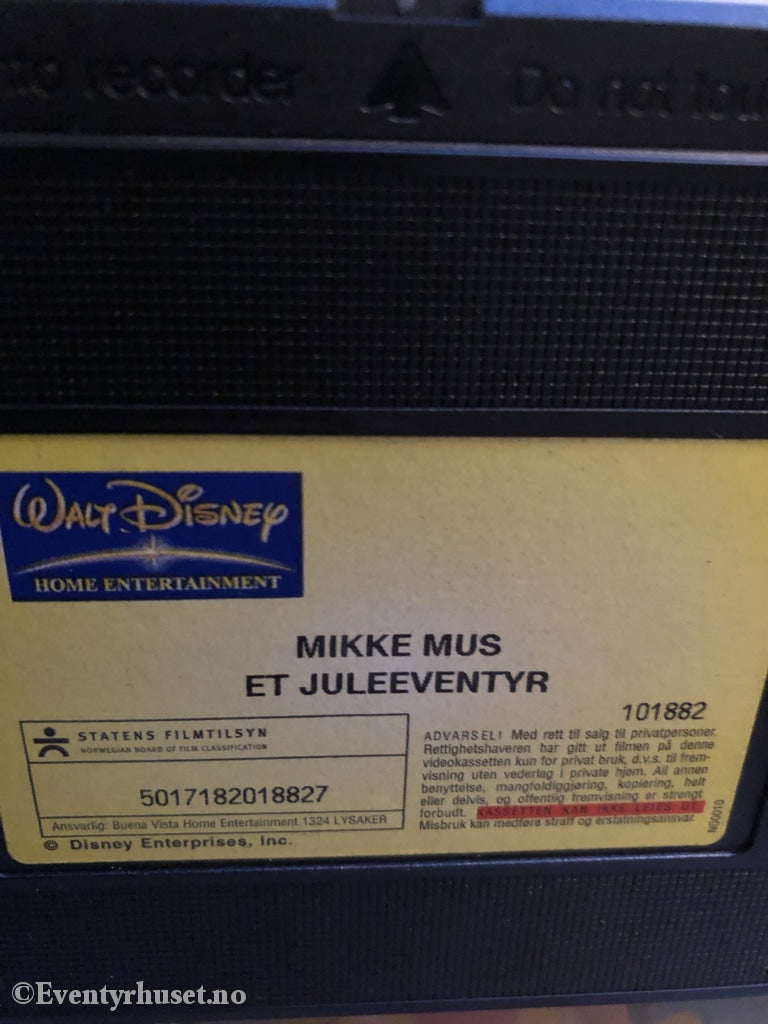 to recorder
Do not tou
WALT DISNEY
HOME ENTERTAINMENT
MIKKE MUS
ET JULEEVENTYR
101882
STATENS FILMTILSYN
NORWEGIAN BOARD OF FILM CLASSIFICATION
5017182018827
Ansvarlig: Buena Vista Home Entertainment, 1324 LYSAKER
© Disney Enterprises, Inc.
ADVARSEL! Med rett til salg til privatpersoner.
Rettighetshaveren har gitt ut filmen på denne
videokassetten kun for privat bruk, d.v.s. til frem-
visning uten vederlag i private hjem. All annen
benyttelse, mangfoldiggjøring, kopiering, helt
eller delvis, og offentlig fremvisning er strengt
forbudt. KASSETTEN KAN IKKE LEIES UT.
Misbruk kan medføre straff og erstatningsansvar.
NO0010
©Eventyrhuset.no